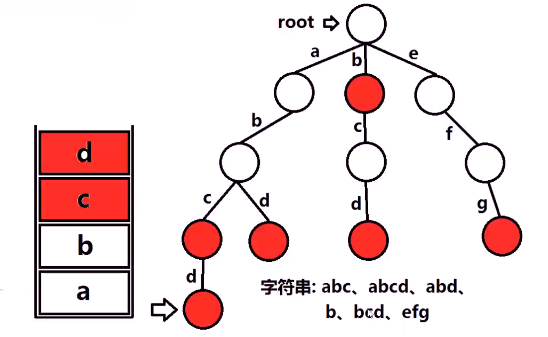 root
a b e
b c f
d
c
c d d g
b
d
a
字符串: abc、abcd、abd、
b、bcd、efg